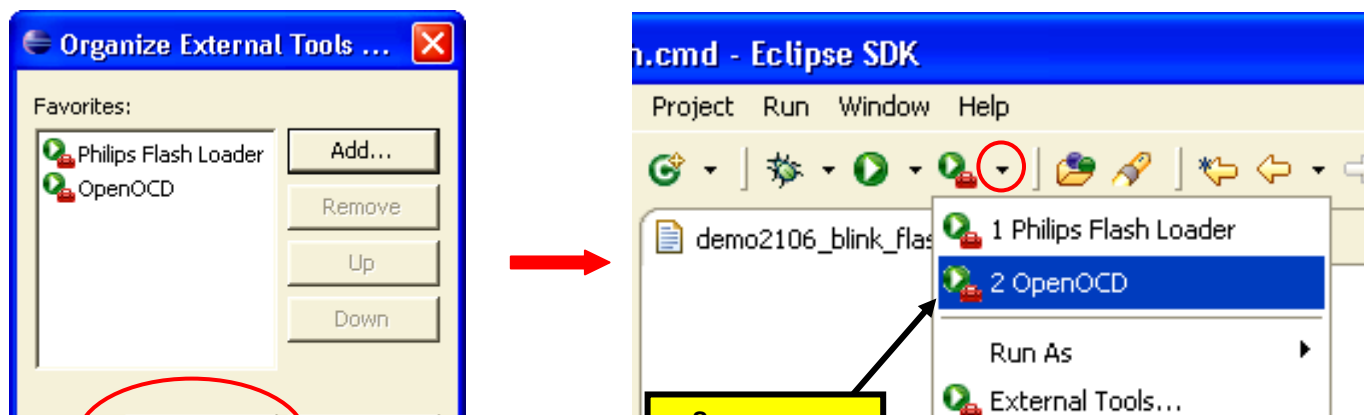 Organize External Tools ...
Favorites:
Philips Flash Loader
OpenOCD
Add...
Remove
Up
Down
.cmd - Eclipse SDK
Project Run Window Help
demo2106_blink_flas
1 Philips Flash Loader
2 OpenOCD
Run As
External Tools...